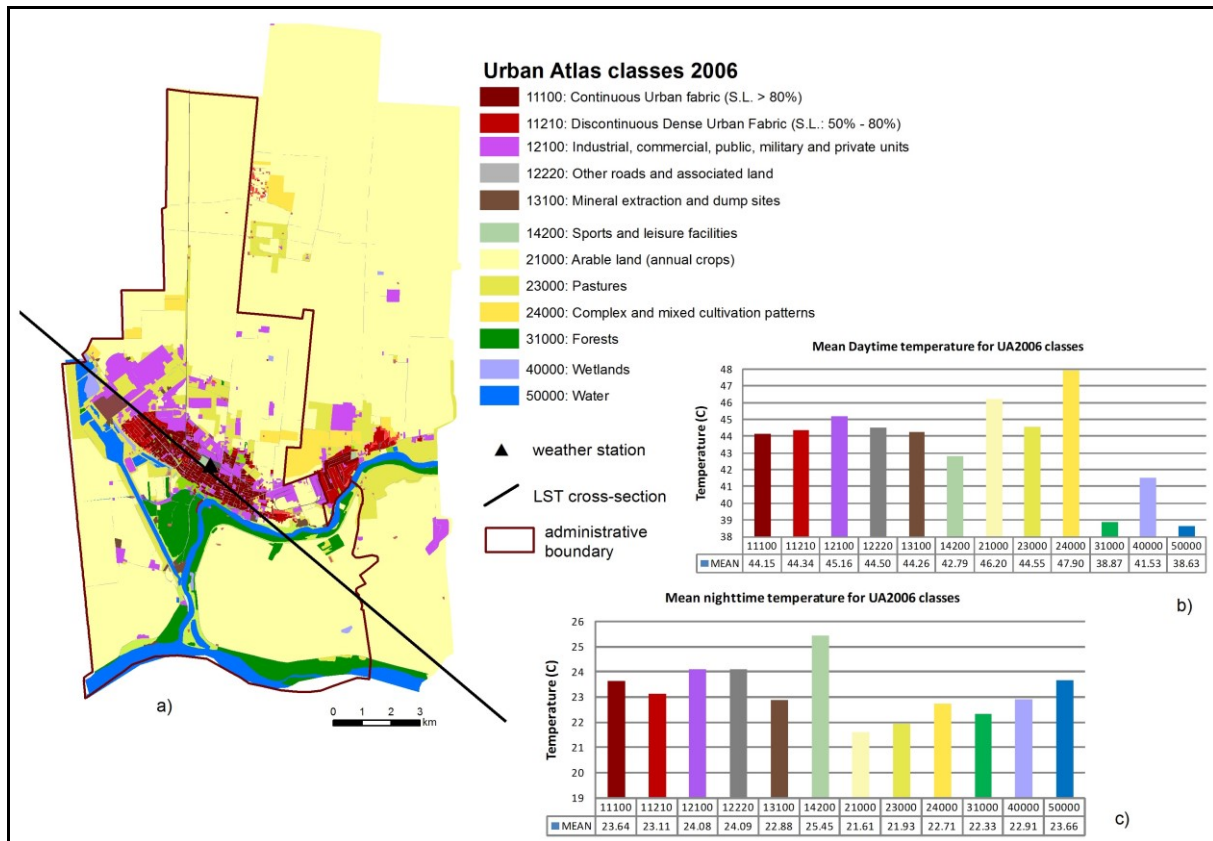 Urban Atlas classes 2006
11100: Continuous Urban fabric (S.L. > 80%)
11210: Discontinuous Dense Urban Fabric (S.L.: 50% - 80%)
12100: Industrial, commercial, public, military and private units
12220: Other roads and associated land
13100: Mineral extraction and dump sites
14200: Sports and leisure facilities
21000: Arable land (annual crops)
23000: Pastures
24000: Complex and mixed cultivation patterns
31000: Forests
40000: Wetlands
50000: Water
weather station
LST cross-section
administrative
boundary
a)
0 1 2 3
km
Mean Daytime temperature for UA2006 classes
Temperature (C)
48
47
46
45
44
43
42
41
40
39
38
11100 11210 12100 12220 13100 14200 21000 23000 24000 31000 40000 50000
MEAN 44.15 44.34 45.16 44.50 44.26 42.79 46.20 44.55 47.90 38.87 41.53 38.63
b)
Mean nighttime temperature for UA2006 classes
Temperature (C)
26
25
24
23
22
21
20
19
11100 11210 12100 12220 13100 14200 21000 23000 24000 31000 40000 50000
MEAN 23.64 23.11 24.08 24.09 22.88 25.45 21.61 21.93 22.71 22.33 22.91 23.66
c)